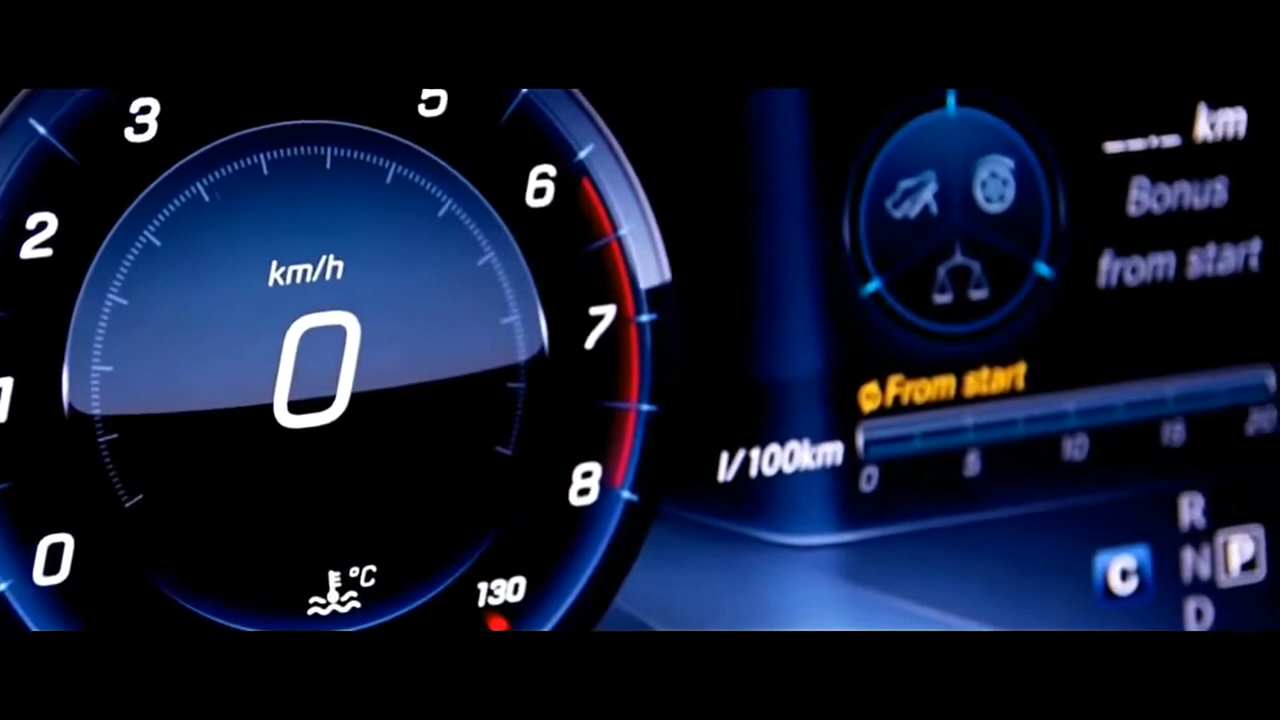 3
5
2
6
km/h
0
7
1
8
0
°C
130
__._ km
Bonus
from start
From start
l/100km
0 5 10 15 20
R
N
D
C
P